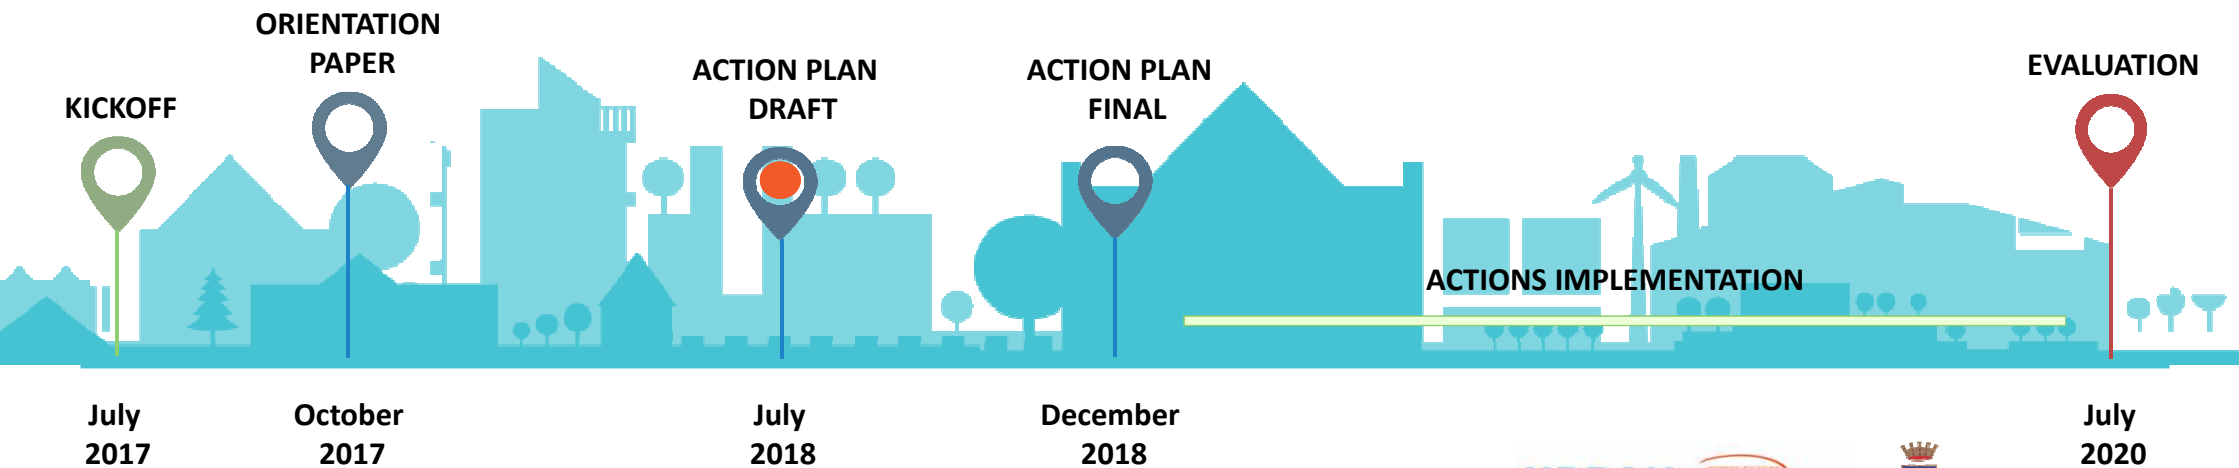 KICKOFF
ORIENTATION
PAPER
ACTION PLAN
DRAFT
ACTION PLAN
FINAL
EVALUATION
ACTIONS IMPLEMENTATION
July
2017
October
2017
July
2018
December
2018
July
2020